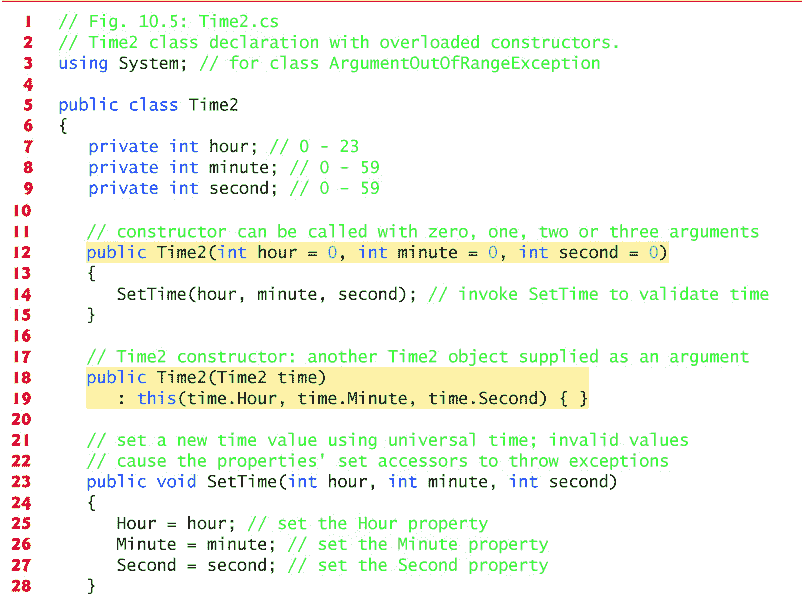 1 // Fig. 10.5: Time2.cs
2 // Time2 class declaration with overloaded constructors.
3 using System; // for class ArgumentOutOfRangeException
4
5 public class Time2
6 {
7 private int hour; // 0 - 23
8 private int minute; // 0 - 59
9 private int second; // 0 - 59
10
11 // constructor can be called with zero, one, two or three arguments
12 public Time2(int hour = 0, int minute = 0, int second = 0)
13 {
14 SetTime(hour, minute, second); // invoke SetTime to validate time
15 }
16
17 // Time2 constructor: another Time2 object supplied as an argument
18 public Time2(Time2 time)
19 : this(time.Hour, time.Minute, time.Second) { }
20
21 // set a new time value using universal time; invalid values
22 // cause the properties' set accessors to throw exceptions
23 public void SetTime(int hour, int minute, int second)
24 {
25 Hour = hour; // set the Hour property
26 Minute = minute; // set the Minute property
27 Second = second; // set the Second property
28 }